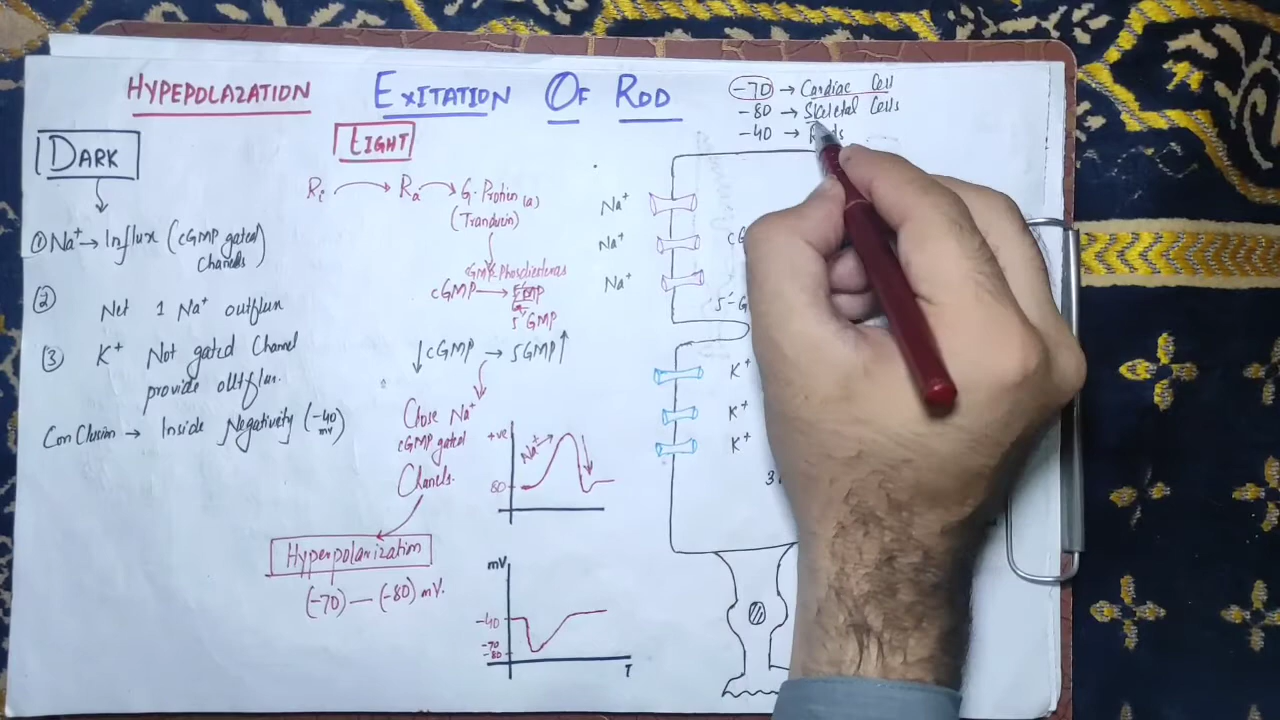 HYPEPOLAZATION EXITATION OF ROD
-70 → Cardiac Cell
-80 → Skeletal Cells
-40 →
DARK
① Na⁺ → Influx (cGMP gated)
Chanels
② Net 1 Na⁺ outflux
③ K⁺ Not gated Channel
provide outflux.
Conclusion → Inside Negativity (-40)
mv
LIGHT
Rᵢ → Rₐ → G-Protien (a)
(Transducin)
cGMP →
5' GMP
↓cGMP → 5GMP↑
Close Na⁺
cGMP gated
Chanels.
Hyperpolarization
(-70) — (-80) mV.
+ve
Na⁺
80
mV
-40
-70
-80
T
Na⁺
Na⁺
Na⁺
K⁺
K⁺
K⁺
3